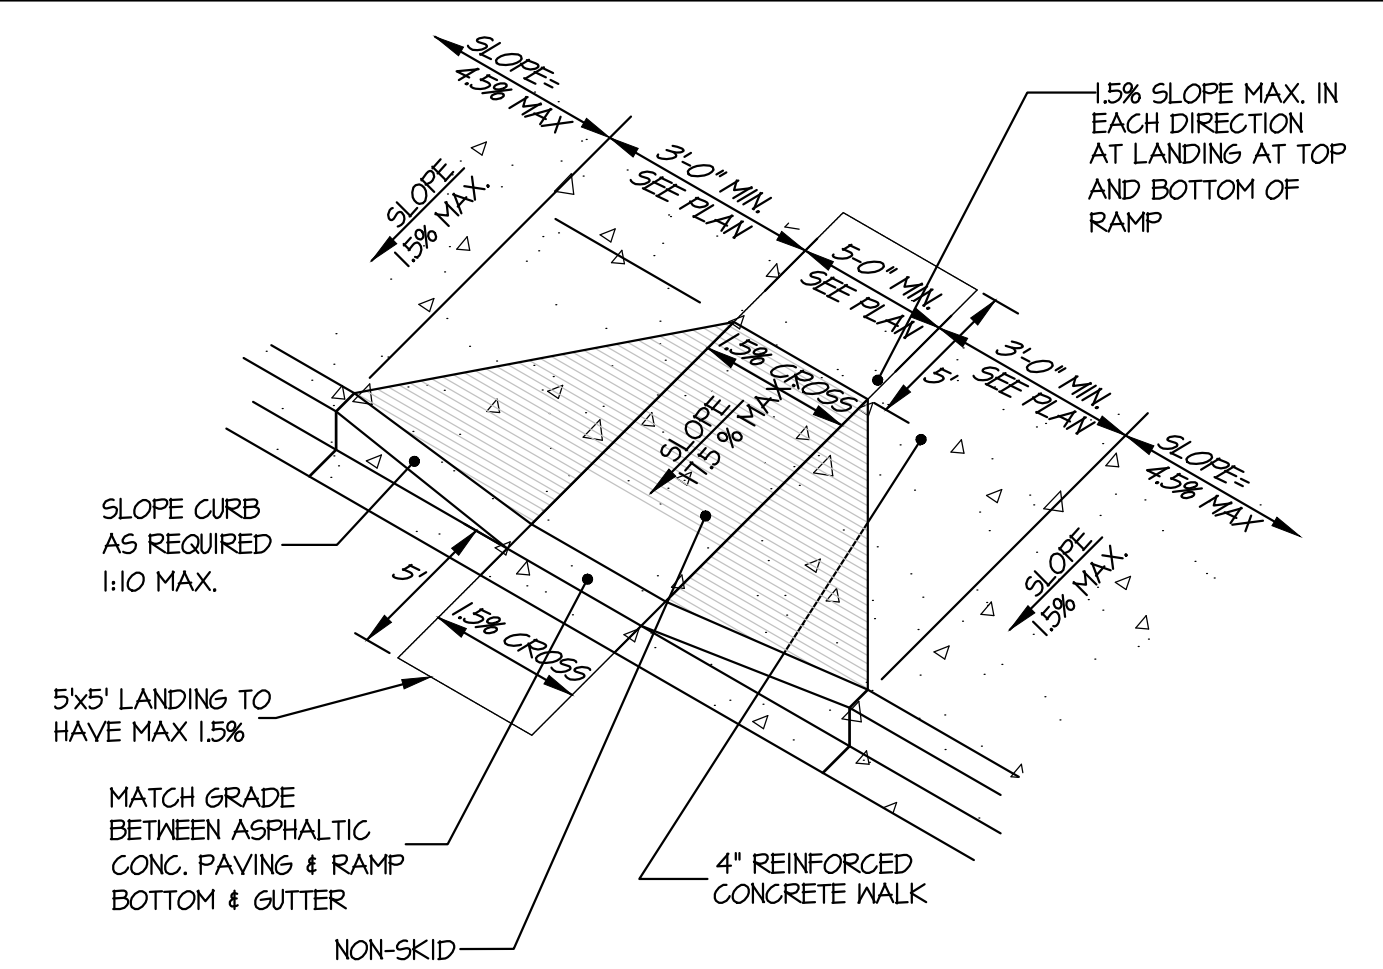 SLOPE=
4.5% MAX
SLOPE
1.5% MAX.
3'-0" MIN.
SEE PLAN
5-0" MIN.
SEE PLAN
3'-0" MIN.
SEE PLAN
SLOPE=
4.5% MAX
SLOPE
1.5% MAX.
1.5% SLOPE MAX. IN
EACH DIRECTION
AT LANDING AT TOP
AND BOTTOM OF
RAMP
5'
1.5% CROSS
SLOPE
7.5 % MAX.
SLOPE CURB
AS REQUIRED
1:10 MAX.
5'
1.5% CROSS
5'x5' LANDING TO
HAVE MAX 1.5%
MATCH GRADE
BETWEEN ASPHALTIC
CONC. PAVING & RAMP
BOTTOM & GUTTER
NON-SKID
4" REINFORCED
CONCRETE WALK